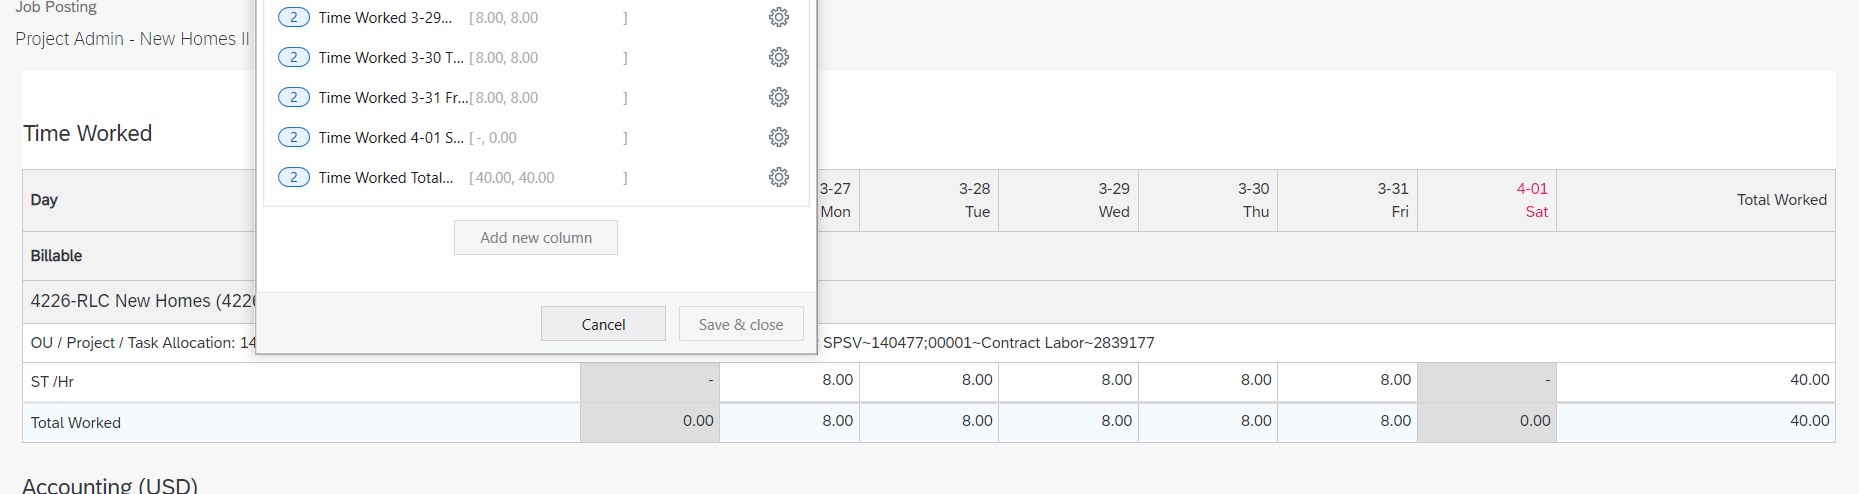 Job Posting
Project Admin - New Homes II
2 Time Worked 3-29... [ 8.00, 8.00 ]
2 Time Worked 3-30 T... [ 8.00, 8.00 ]
2 Time Worked 3-31 Fr... [ 8.00, 8.00 ]
2 Time Worked 4-01 S... [ -, 0.00 ]
2 Time Worked Total... [ 40.00, 40.00 ]
Add new column
Cancel Save & close
Time Worked
Day 3-27 Mon 3-28 Tue 3-29 Wed 3-30 Thu 3-31 Fri 4-01 Sat Total Worked
Billable
4226-RLC New Homes (422
OU / Project / Task Allocation: 14 SPSV~140477;00001~Contract Labor~2839177
ST /Hr - 8.00 8.00 8.00 8.00 8.00 - 40.00
Total Worked 0.00 8.00 8.00 8.00 8.00 8.00 0.00 40.00
Accounting (USD)